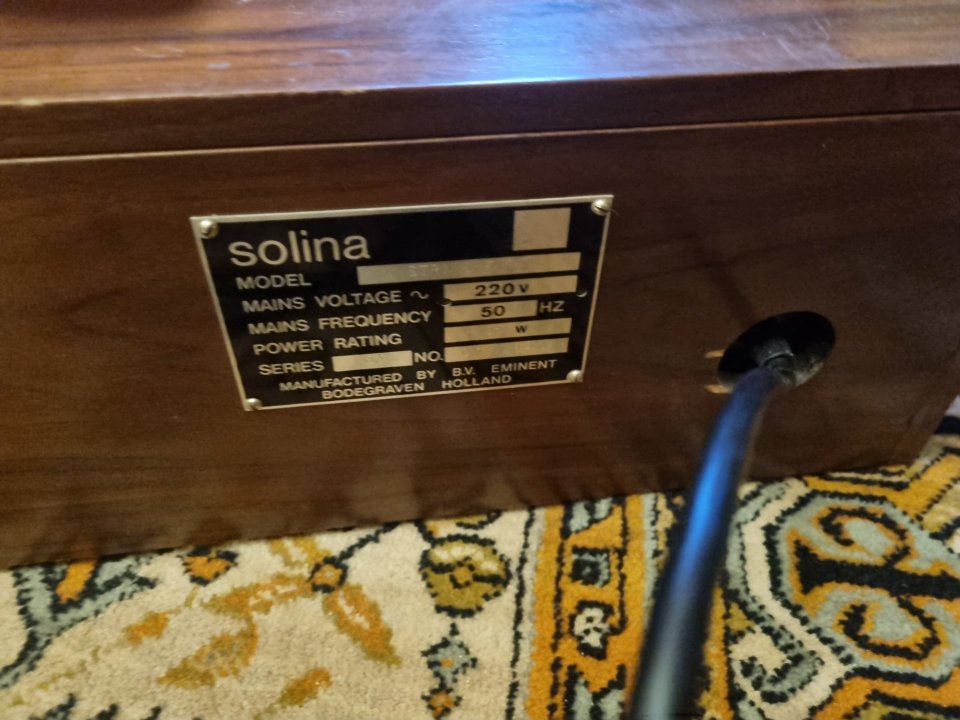 solina
MODEL
MAINS VOLTAGE ~ 220 V
MAINS FREQUENCY 50 HZ
POWER RATING W
SERIES NO.
MANUFACTURED BY B.V. EMINENT
BODEGRAVEN HOLLAND